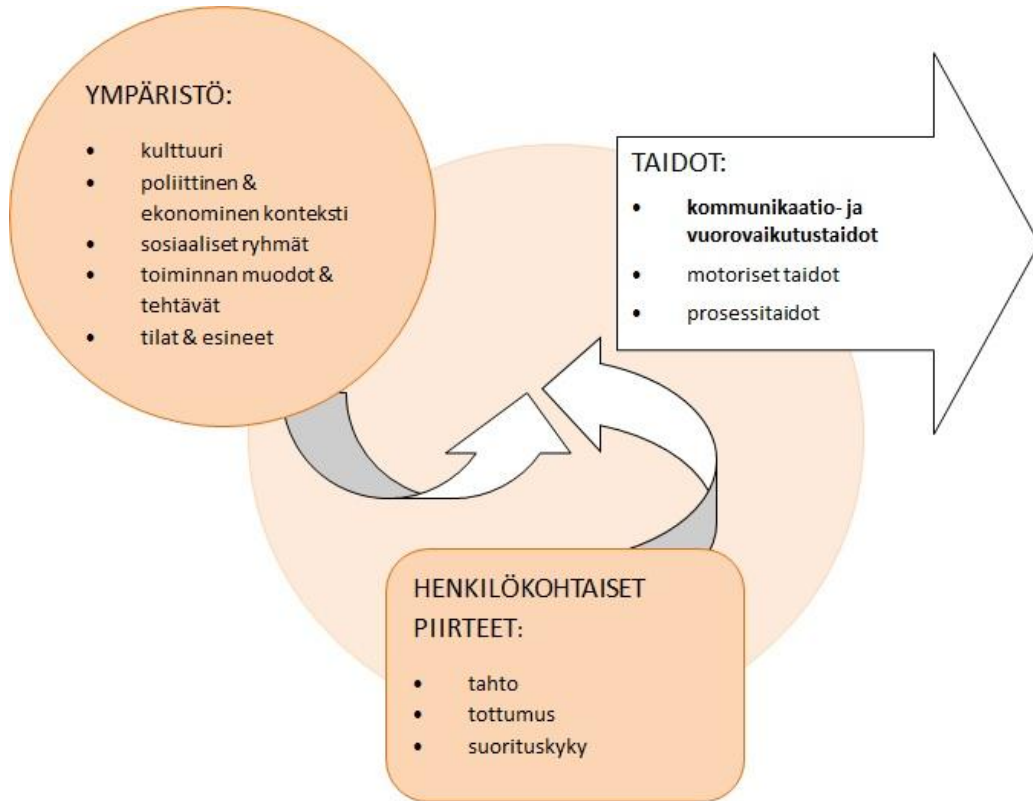 YMPÄRISTÖ:
• kulttuuri
• poliittinen &
ekonominen konteksti
• sosiaaliset ryhmät
• toiminnan muodot &
tehtävät
• tilat & esineet
TAIDOT:
• kommunikaatio- ja
vuorovaikutustaidot
• motoriset taidot
• prosessitaidot
HENKILÖKOHTAISET
PIIRTEET:
• tahto
• tottumus
• suorituskyky